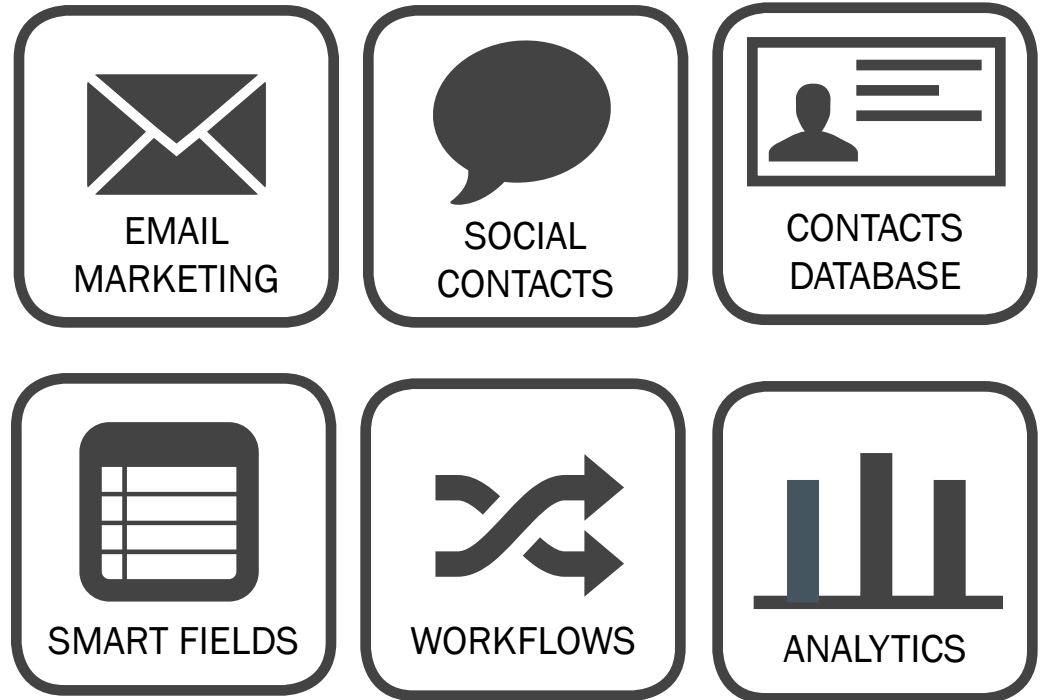 EMAIL
MARKETING
SOCIAL
CONTACTS
CONTACTS
DATABASE
SMART FIELDS
WORKFLOWS
ANALYTICS